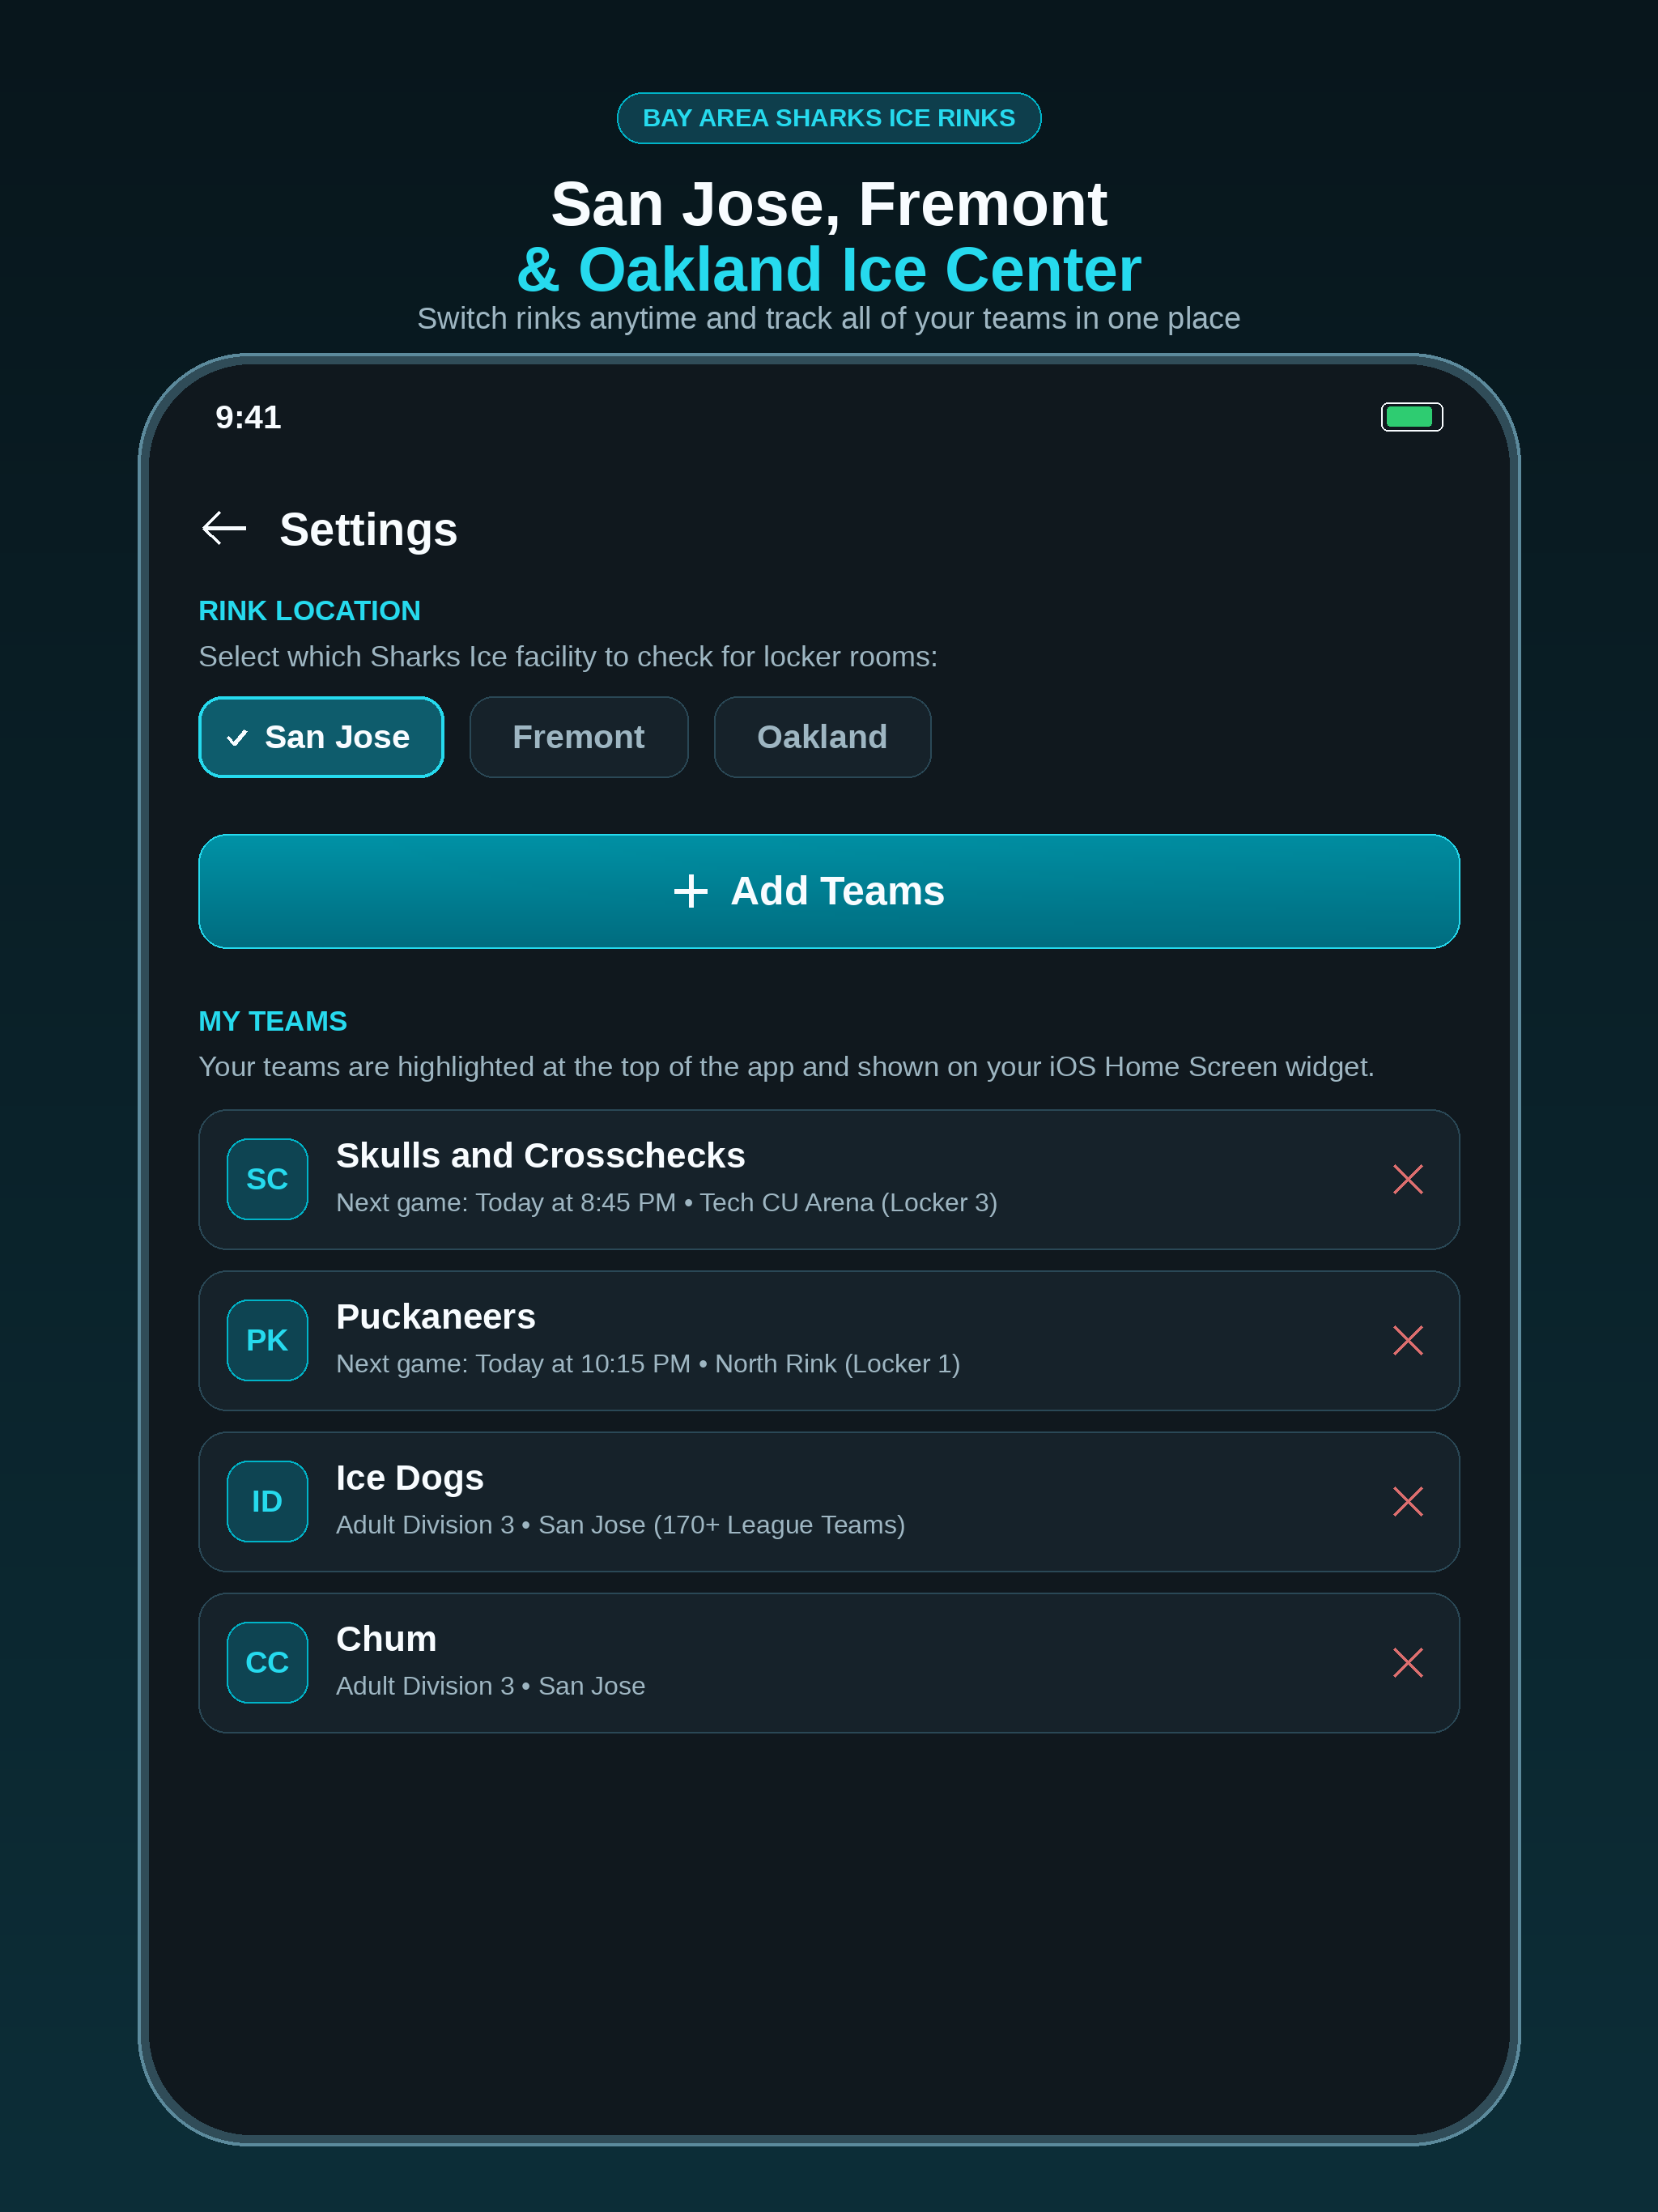 BAY AREA SHARKS ICE RINKS
San Jose, Fremont
& Oakland Ice Center
Switch rinks anytime and track all of your teams in one place
9:41
Settings
RINK LOCATION
Select which Sharks Ice facility to check for locker rooms:
San Jose
Fremont
Oakland
Add Teams
MY TEAMS
Your teams are highlighted at the top of the app and shown on your iOS Home Screen widget.
SC
Skulls and Crosschecks
Next game: Today at 8:45 PM • Tech CU Arena (Locker 3)
PK
Puckaneers
Next game: Today at 10:15 PM • North Rink (Locker 1)
ID
Ice Dogs
Adult Division 3 • San Jose (170+ League Teams)
CC
Chum
Adult Division 3 • San Jose